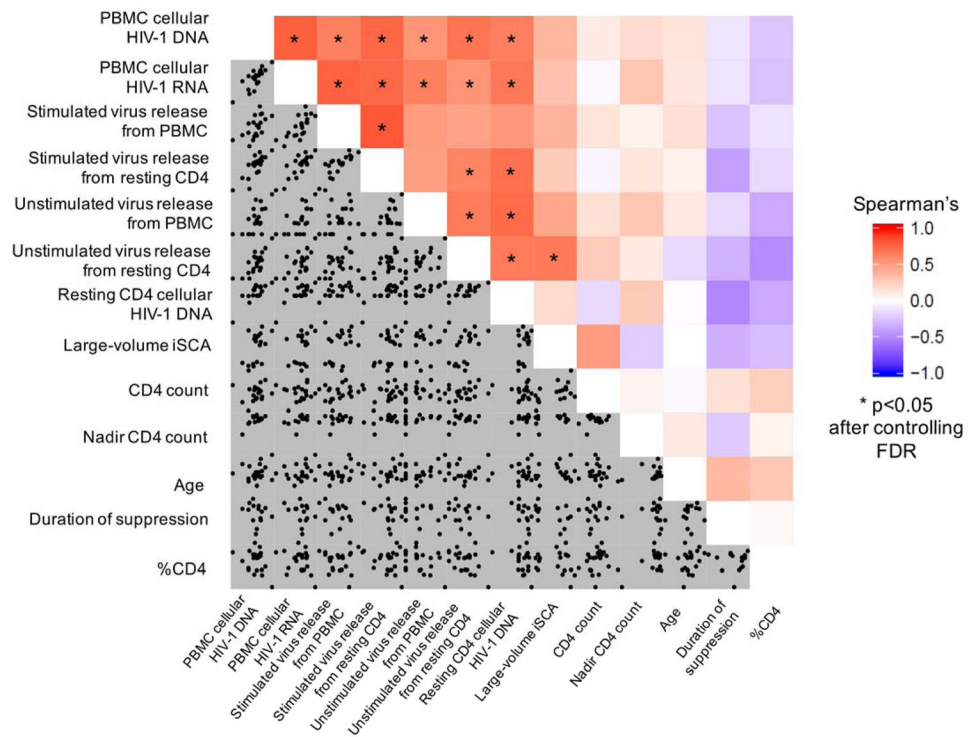 PBMC cellular
HIV-1 DNA
* * * * * *
PBMC cellular
HIV-1 RNA
* * * * *
Stimulated virus release
from PBMC
*
Stimulated virus release
from resting CD4
* *
Unstimulated virus release
from PBMC
* *
Unstimulated virus release
from resting CD4
* *
Resting CD4 cellular
HIV-1 DNA
Large-volume iSCA
CD4 count
Nadir CD4 count
Age
Duration of suppression
%CD4
Spearman's
1.0
0.5
0.0
−0.5
−1.0
* p<0.05
after controlling
FDR
PBMC cellular
HIV-1 DNA
PBMC cellular
HIV-1 RNA
Stimulated virus release
from PBMC
Stimulated virus release
from resting CD4
Unstimulated virus release
from PBMC
Unstimulated virus release
from resting CD4
Resting CD4 cellular
HIV-1 DNA
Large-volume iSCA
CD4 count
Nadir CD4 count
Age
Duration of
suppression
%CD4